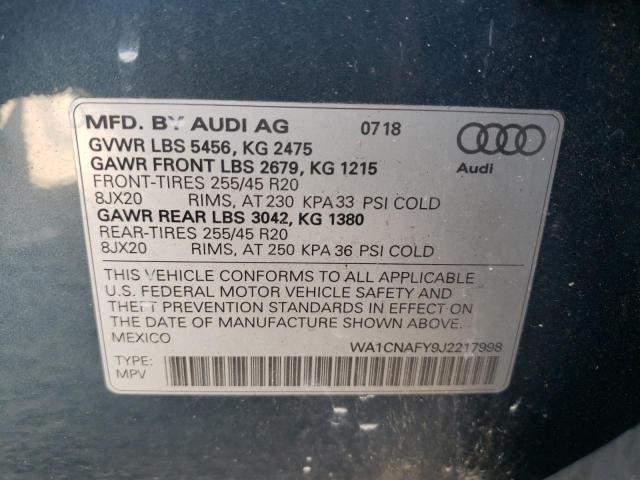 MFD. BY AUDI AG 0718
GVWR LBS 5456, KG 2475
GAWR FRONT LBS 2679, KG 1215
Audi
FRONT-TIRES 255/45 R20
8JX20 RIMS, AT 230 KPA 33 PSI COLD
GAWR REAR LBS 3042, KG 1380
REAR-TIRES 255/45 R20
8JX20 RIMS, AT 250 KPA 36 PSI COLD
THIS VEHICLE CONFORMS TO ALL APPLICABLE
U.S. FEDERAL MOTOR VEHICLE SAFETY AND
THEFT PREVENTION STANDARDS IN EFFECT ON
THE DATE OF MANUFACTURE SHOWN ABOVE.
MEXICO WA1CNAFY9J2217998
TYPE:
MPV